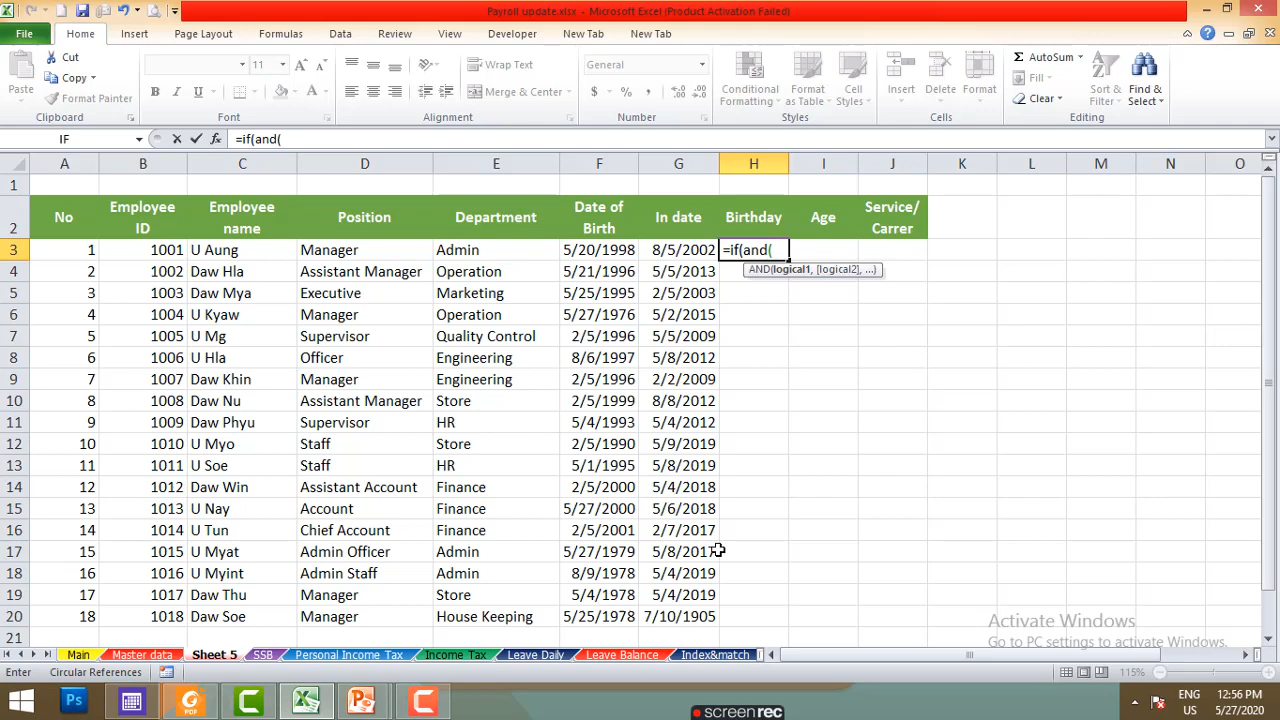 Payroll update.xlsx - Microsoft Excel (Product Activation Failed)
File Home Insert Page Layout Formulas Data Review View Developer New Tab New Tab
Paste Cut Copy Format Painter Clipboard
11 Font
Wrap Text Merge & Center Alignment
General Number
Conditional Formatting Format as Table Cell Styles Styles
Insert Delete Format Cells
AutoSum Fill Clear Sort & Filter Find & Select Editing
IF =if(and(
A B C D E F G H I J K L M N O
1
2 No Employee ID Employee name Position Department Date of Birth In date Birthday Age Service/ Carrer
3 1 1001 U Aung Manager Admin 5/20/1998 8/5/2002 =if(and(
AND(logical1, [logical2], ...)
4 2 1002 Daw Hla Assistant Manager Operation 5/21/1996 5/5/2013
5 3 1003 Daw Mya Executive Marketing 5/25/1995 2/5/2003
6 4 1004 U Kyaw Manager Operation 5/27/1976 5/2/2015
7 5 1005 U Mg Supervisor Quality Control 2/5/1996 5/5/2009
8 6 1006 U Hla Officer Engineering 8/6/1997 5/8/2012
9 7 1007 Daw Khin Manager Engineering 2/5/1996 2/2/2009
10 8 1008 Daw Nu Assistant Manager Store 2/5/1999 8/8/2012
11 9 1009 Daw Phyu Supervisor HR 5/4/1993 5/4/2012
12 10 1010 U Myo Staff Store 2/5/1990 5/9/2019
13 11 1011 U Soe Staff HR 5/1/1995 5/8/2019
14 12 1012 Daw Win Assistant Account Finance 2/5/2000 5/4/2018
15 13 1013 U Nay Account Finance 5/27/2000 5/6/2018
16 14 1014 U Tun Chief Account Finance 2/5/2001 2/7/2017
17 15 1015 U Myat Admin Officer Admin 5/27/1979 5/8/2017
18 16 1016 U Myint Admin Staff Admin 8/9/1978 5/4/2019
19 17 1017 Daw Thu Manager Store 5/4/1978 5/4/2019
20 18 1018 Daw Soe Manager House Keeping 5/25/1978 7/10/1905
21
Activate Windows
Go to PC settings to activate Windows.
Main Master data Sheet 5 SSB Personal Income Tax Income Tax Leave Daily Leave Balance Index&match
Enter Circular References 115%
Ps PDF
screenrec
ENG US 12:56 PM 5/27/2020